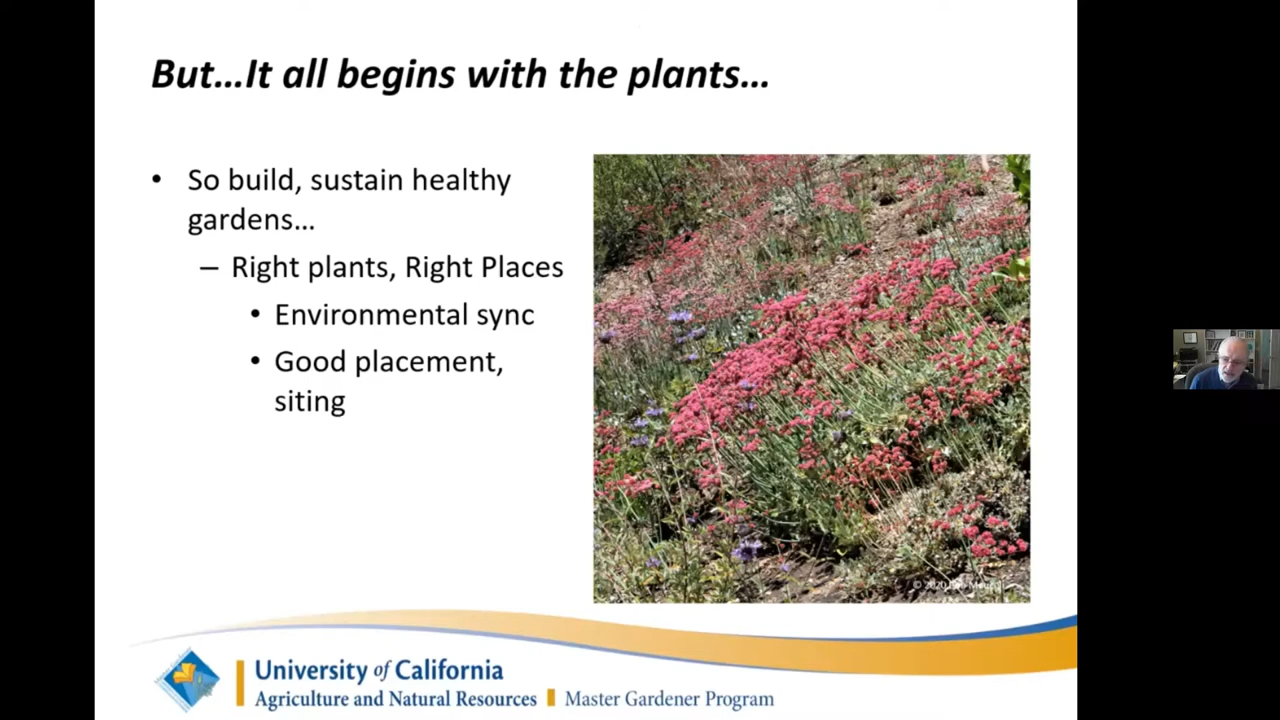 But...It all begins with the plants...
• So build, sustain healthy
gardens...
– Right plants, Right Places
• Environmental sync
• Good placement,
siting
© 2020
University of California
Agriculture and Natural Resources
Master Gardener Program